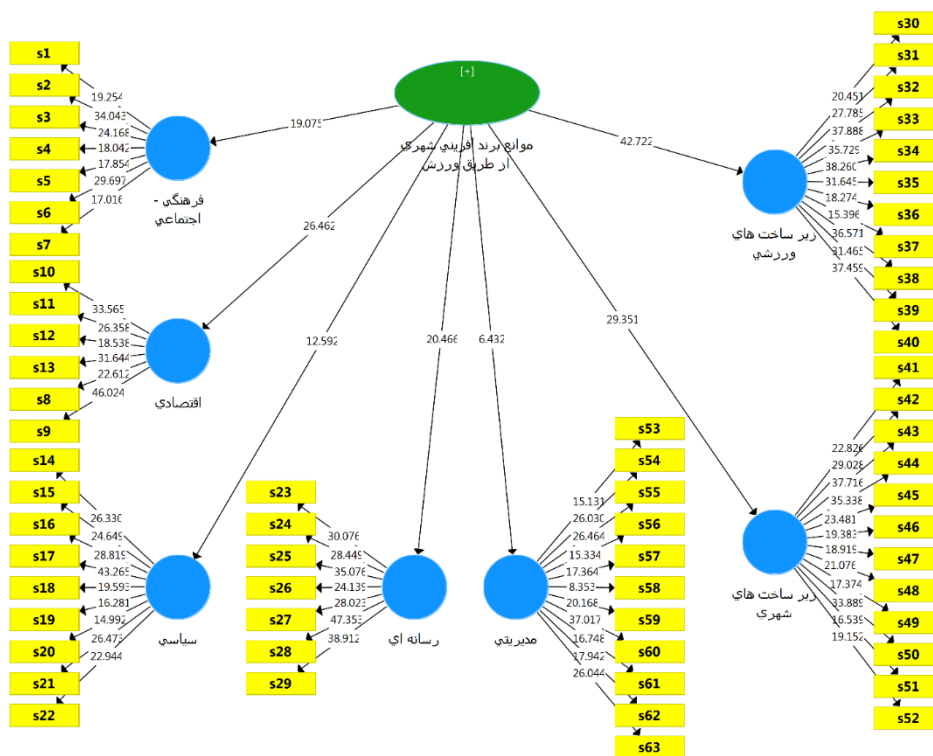 [+]
موانع برند آفريني شهري
از طريق ورزش
19.075
26.462
12.592
20.466
6.432
29.351
42.722
s1
s2
s3
s4
s5
s6
s7
19.254
34.043
24.168
18.042
17.854
29.697
17.016
فرهنگي -
اجتماعي
s10
s11
s12
s13
s8
s9
33.565
26.358
18.538
31.644
22.612
46.024
اقتصادي
s14
s15
s16
s17
s18
s19
s20
s21
s22
26.330
24.649
28.819
43.265
19.593
16.281
14.992
26.473
22.944
سياسي
s23
s24
s25
s26
s27
s28
s29
30.076
28.449
35.076
24.139
28.023
47.353
38.912
رسانه اي
s53
s54
s55
s56
s57
s58
s59
s60
s61
s62
s63
15.131
26.030
26.464
15.334
17.364
8.353
20.168
37.017
16.748
17.942
26.044
مديريتي
s30
s31
s32
s33
s34
s35
s36
s37
s38
s39
s40
20.451
27.785
37.888
35.729
38.260
31.645
18.274
15.396
36.571
31.465
37.459
زير ساخت هاي
ورزشي
s41
s42
s43
s44
s45
s46
s47
s48
s49
s50
s51
s52
22.826
29.028
37.716
35.338
23.481
19.383
18.919
21.076
17.374
33.889
16.539
19.152
زير ساخت هاي
شهري